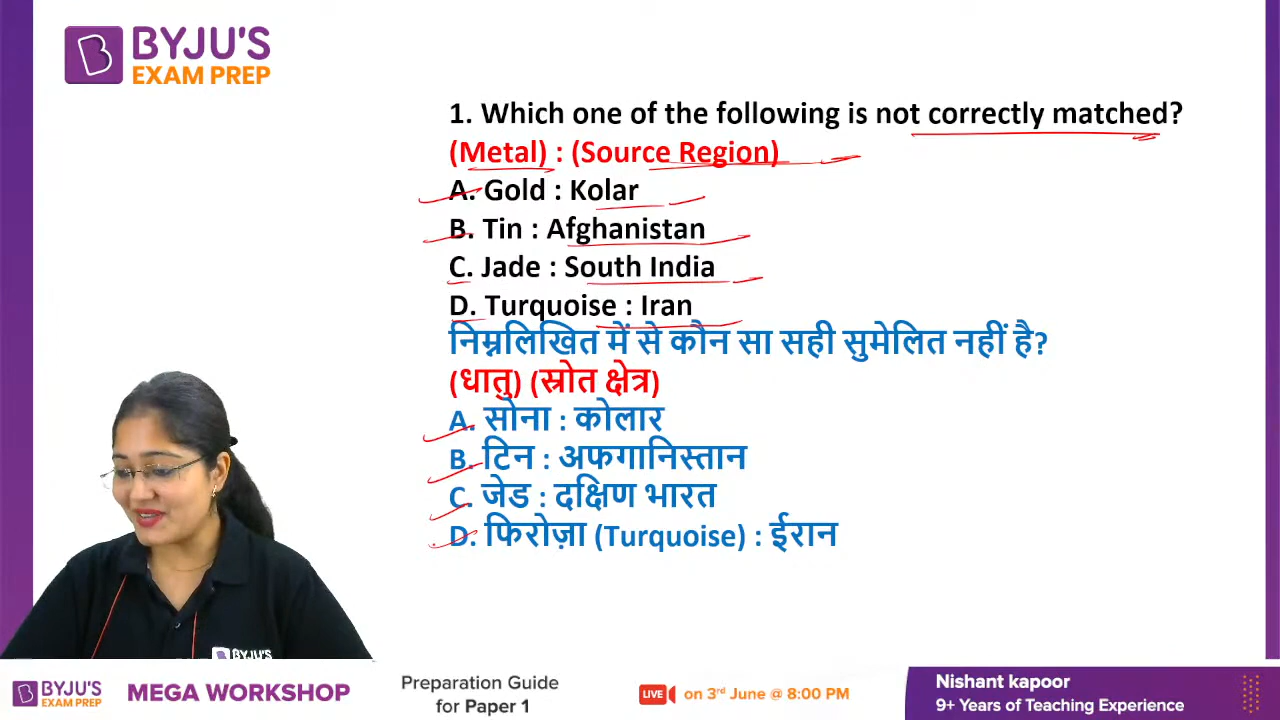 BYJU'S
EXAM PREP
1. Which one of the following is not correctly matched?
(Metal) : (Source Region)
A. Gold : Kolar
B. Tin : Afghanistan
C. Jade : South India
D. Turquoise : Iran
निम्नलिखित में से कौन सा सही सुमेलित नहीं है?
(धातु) (स्रोत क्षेत्र)
A. सोना : कोलार
B. टिन : अफगानिस्तान
C. जेड : दक्षिण भारत
D. फिरोज़ा (Turquoise) : ईरान
BYJU'S
BYJU'S
EXAM PREP
MEGA WORKSHOP
Preparation Guide
for Paper 1
LIVE on 3rd June @ 8:00 PM
Nishant kapoor
9+ Years of Teaching Experience